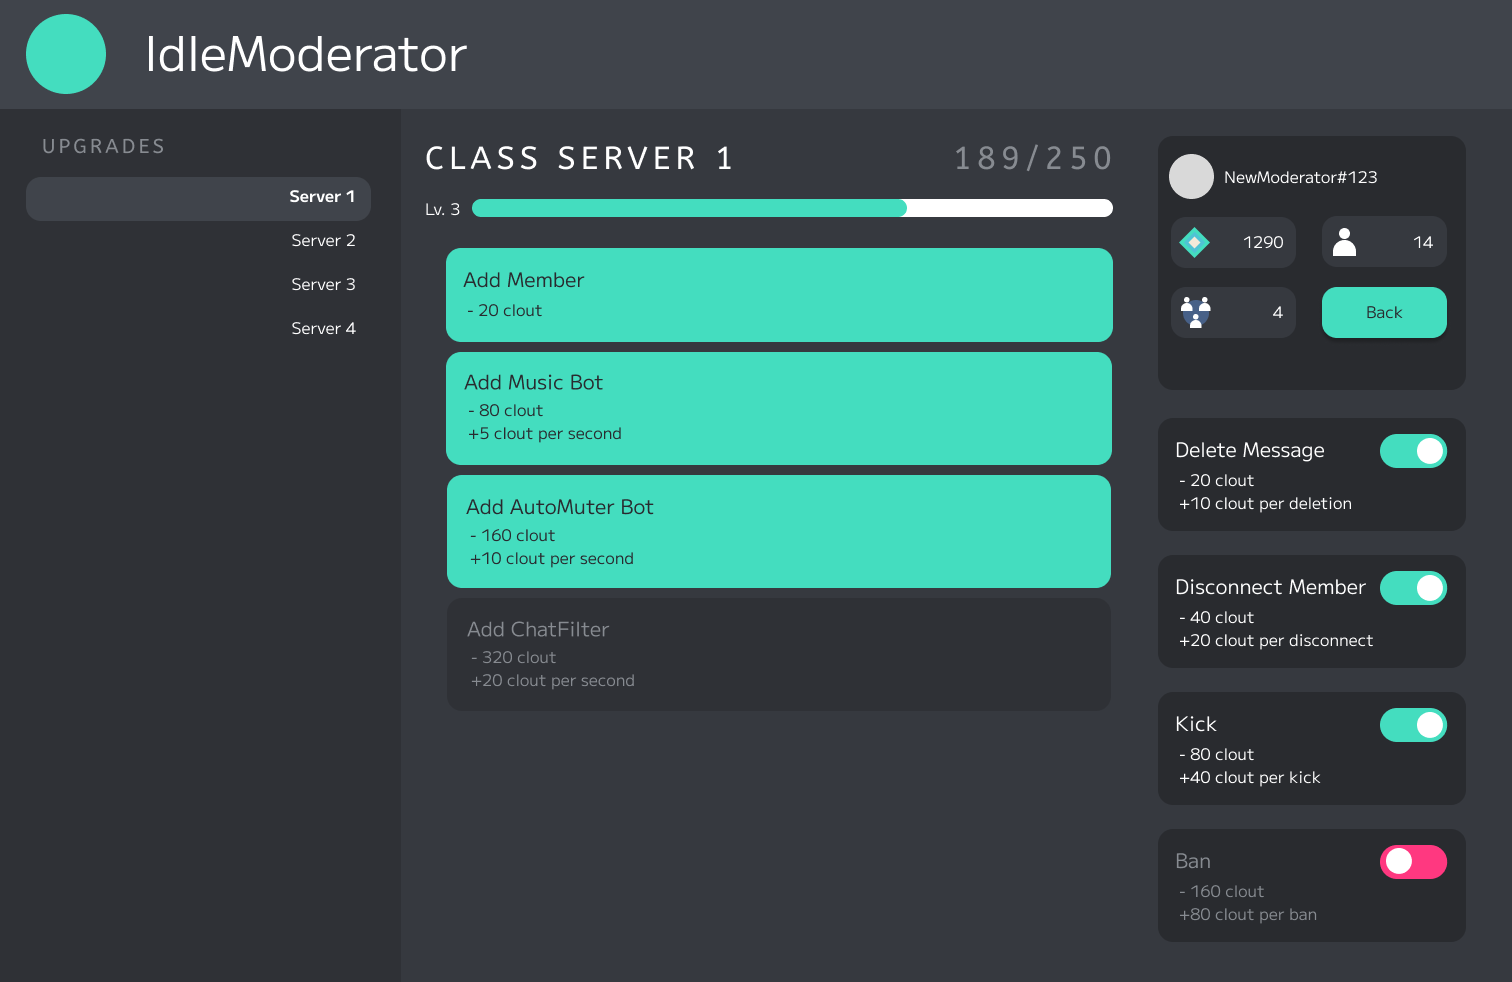 IdleModerator
UPGRADES
Server 1
Server 2
Server 3
Server 4
CLASS SERVER 1
189/250
Lv. 3
Add Member
- 20 clout
Add Music Bot
- 80 clout
+5 clout per second
Add AutoMuter Bot
- 160 clout
+10 clout per second
Add ChatFilter
- 320 clout
+20 clout per second
NewModerator#123
1290
14
4
Back
Delete Message
- 20 clout
+10 clout per deletion
Disconnect Member
- 40 clout
+20 clout per disconnect
Kick
- 80 clout
+40 clout per kick
Ban
- 160 clout
+80 clout per ban